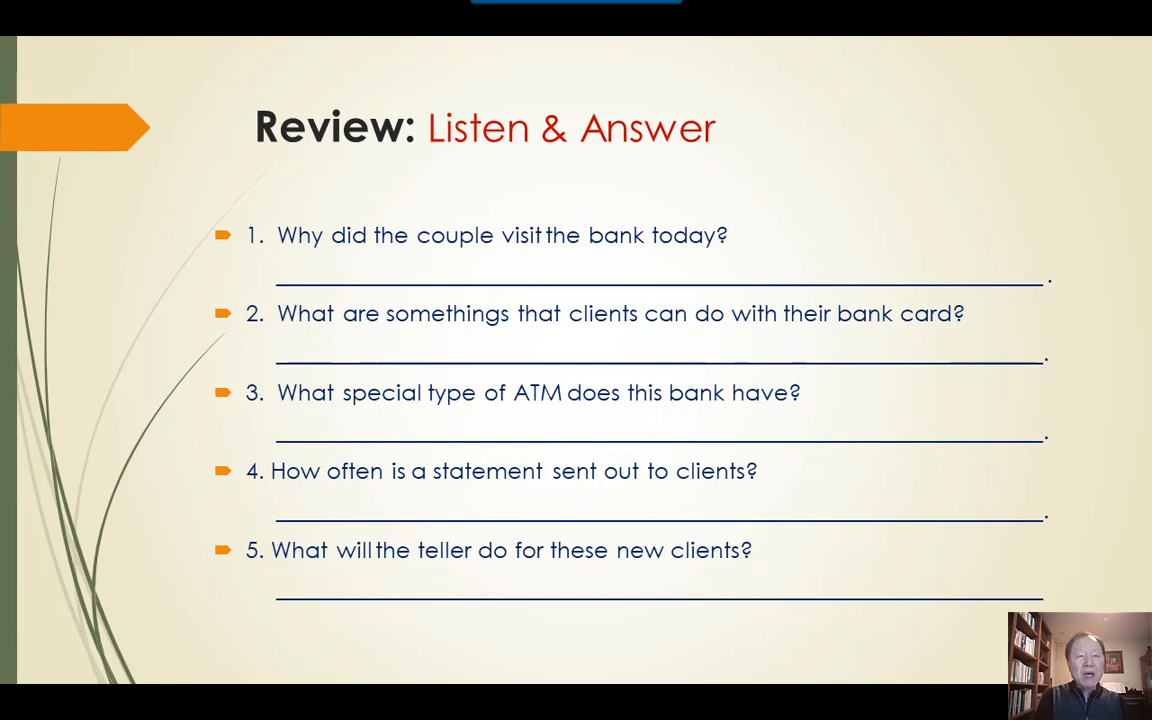 Review: Listen & Answer
1. Why did the couple visit the bank today?
.
2. What are somethings that clients can do with their bank card?
.
3. What special type of ATM does this bank have?
.
4. How often is a statement sent out to clients?
.
5. What will the teller do for these new clients?